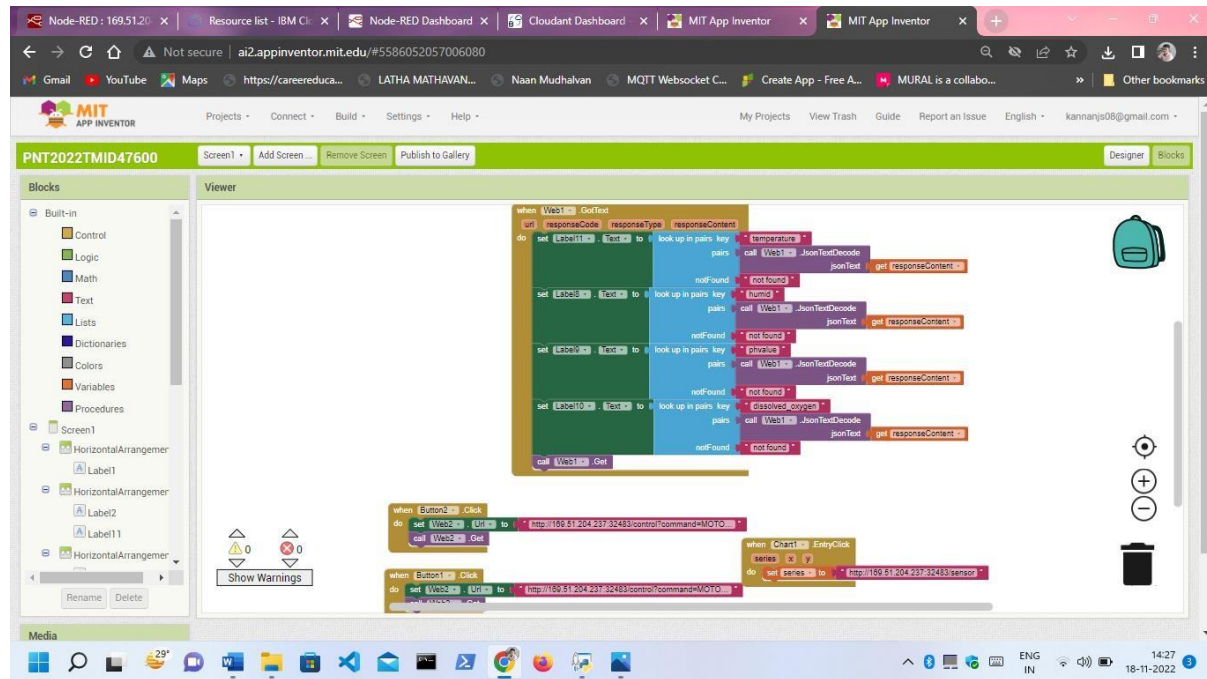 Node-RED : 169.51.20 Resource list - IBM Clo Node-RED Dashboard Cloudant Dashboard MIT App Inventor MIT App Inventor
Not secure | ai2.appinventor.mit.edu/#5586052057006080
Gmail YouTube Maps https://careereduca... LATHA MATHAVAN... Naan Mudhalvan MQTT Websocket C... Create App - Free A... MURAL is a collabo... » Other bookmarks
MIT APP INVENTOR
Projects Connect Build Settings Help My Projects View Trash Guide Report an Issue English kannanjs08@gmail.com
PNT2022TMID47600 Screen1 Add Screen ... Remove Screen Publish to Gallery Designer Blocks
Blocks Viewer
Built-in
Control
Logic
Math
Text
Lists
Dictionaries
Colors
Variables
Procedures
Screen1
HorizontalArrangemer
Label1
HorizontalArrangemer
Label2
Label11
HorizontalArrangemer
Rename Delete
Media
when Web1 .GotText
url responseCode responseType responseContent
do set Label11 . Text to look up in pairs key " temperature "
pairs call Web1 .JsonTextDecode
jsonText get responseContent
notFound " not found "
set Label8 . Text to look up in pairs key " humid "
pairs call Web1 .JsonTextDecode
jsonText get responseContent
notFound " not found "
set Label9 . Text to look up in pairs key " phvalue "
pairs call Web1 .JsonTextDecode
jsonText get responseContent
notFound " not found "
set Label10 . Text to look up in pairs key " dissolved_oxygen "
pairs call Web1 .JsonTextDecode
jsonText get responseContent
notFound " not found "
call Web1 .Get
when Button2 .Click
do set Web2 . Url to " http://169.51.204.237:32483/control?command=MOTO... "
call Web2 .Get
when Chart1 .EntryClick
series x y
do set series to " http://169.51.204.237:32483/sensor "
when Button1 .Click
do set Web2 . Url to " http://169.51.204.237:32483/control?command=MOTO... "
0 0
Show Warnings
29°
ENG
IN
14:27
18-11-2022
3